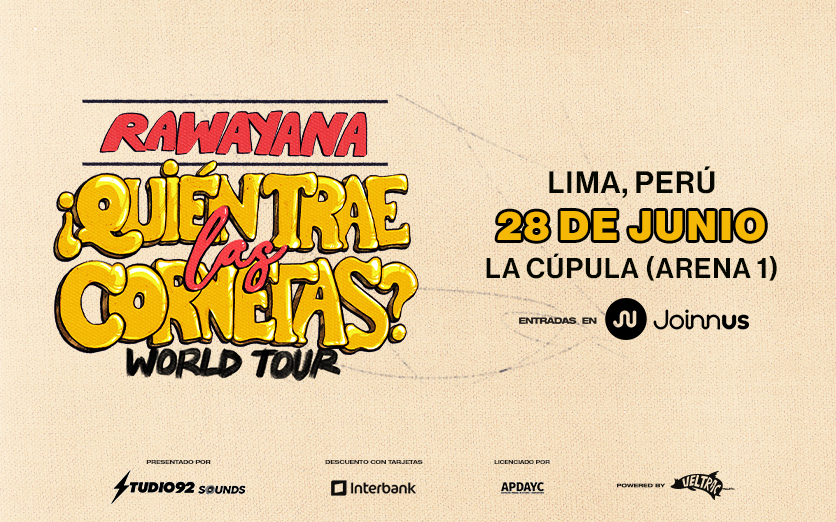 RAWAYANA
¡QUIÉN TRAE
las
CORNETAS?
WORLD TOUR
LIMA, PERÚ
28 DE JUNIO
LA CÚPULA (ARENA 1)
ENTRADAS EN Joinnus
PRESENTADO POR
STUDIO92 SOUNDS
DESCUENTO CON TARJETAS
Interbank
LICENCIADO POR
APDAYC
POWERED BY VELTRAC